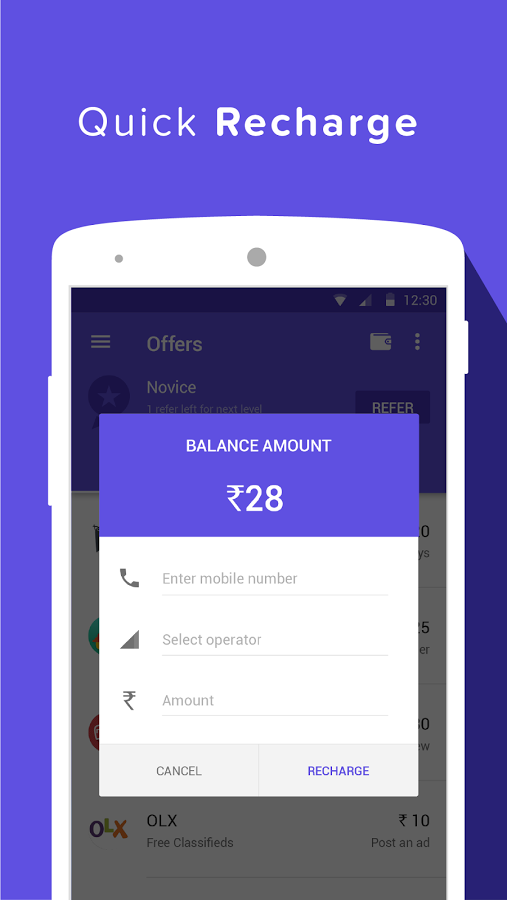 Quick Recharge
12:30
Offers
Novice
1 refer left for next level
REFER
BALANCE AMOUNT
₹28
Enter mobile number
Select operator
Amount
CANCEL
RECHARGE
OLX
OLX
₹ 10
Free Classifieds
Post an ad